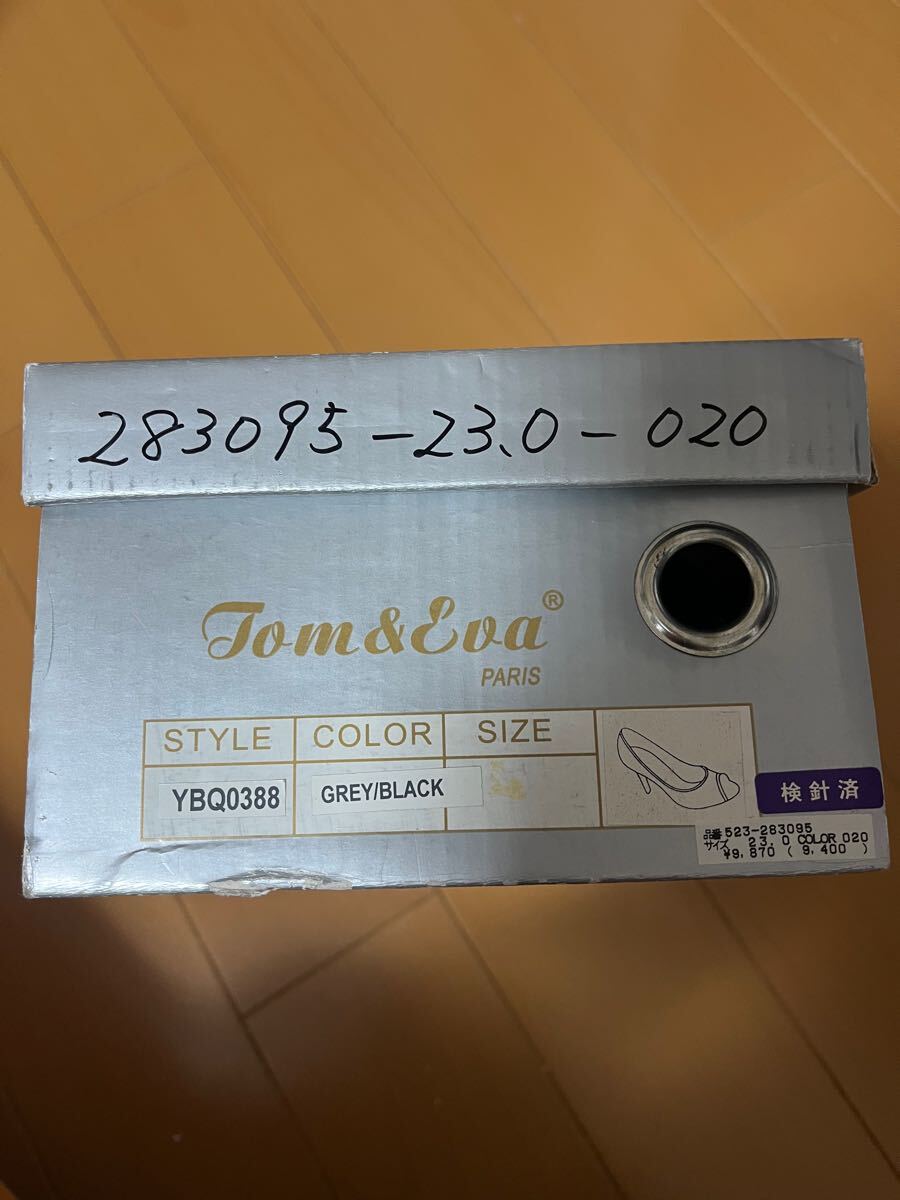 283095-23.0-020
Tom&Eva®
PARIS
STYLE COLOR SIZE
YBQ0388 GREY/BLACK
検針済
品番 523-283095
サイズ 23.0 COLOR 020
¥9,870 ( 9,400 )